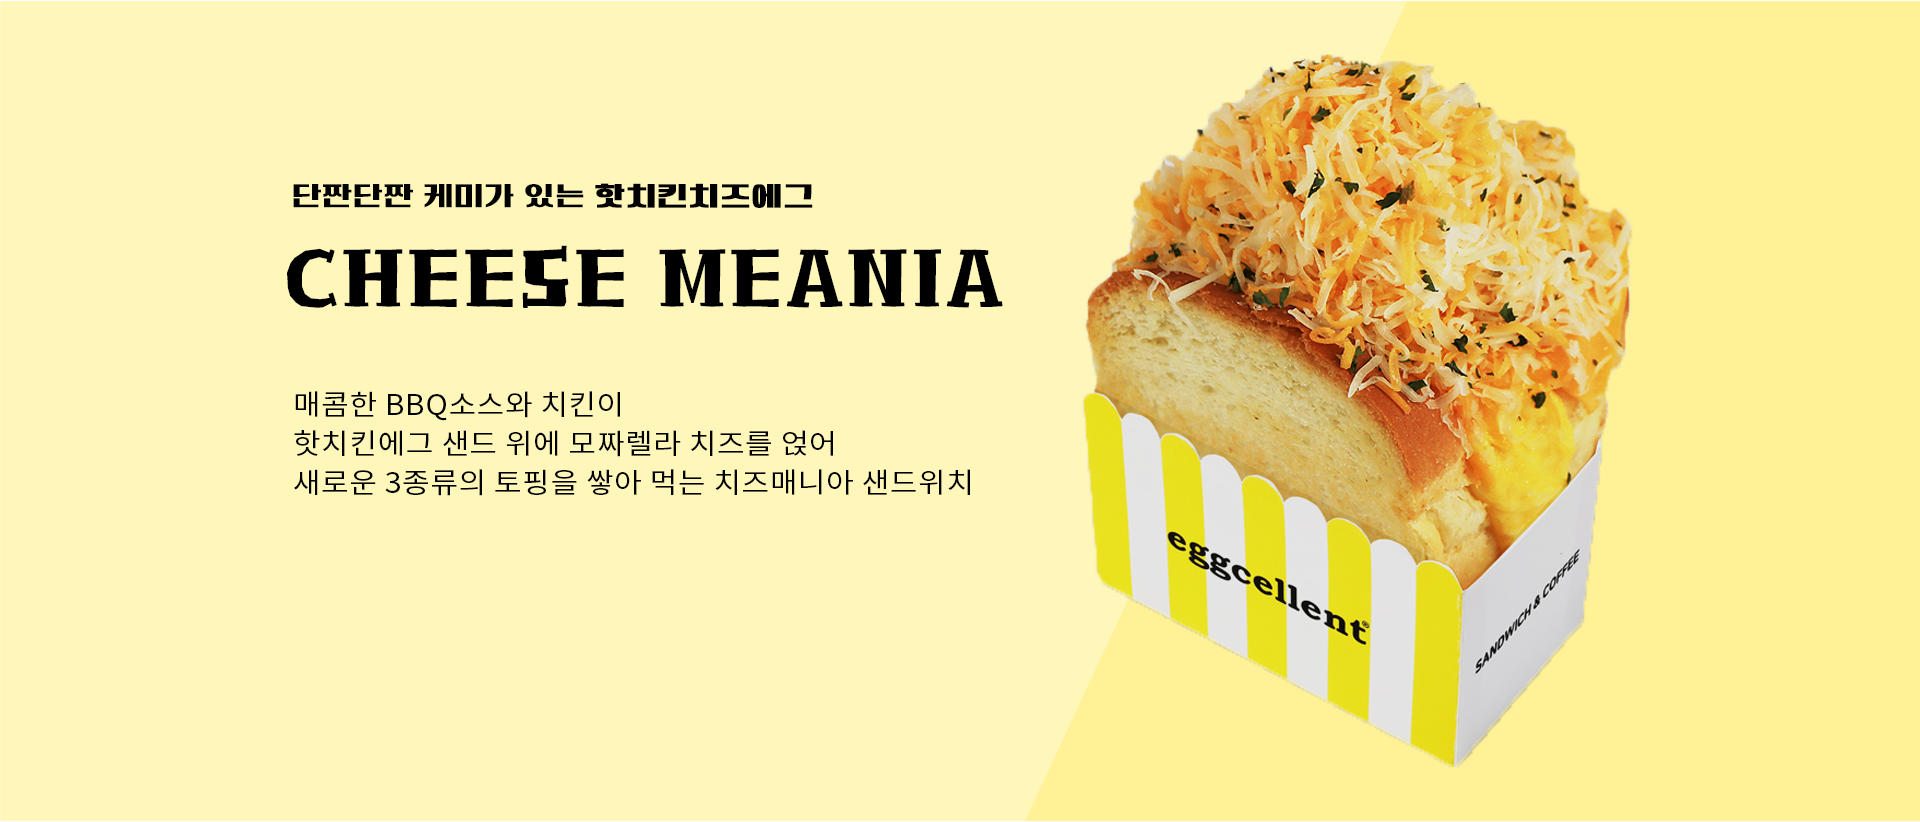 단짠단짠 케미가 있는 핫치킨치즈에그
CHEESE MEANIA
매콤한 BBQ소스와 치킨이
핫치킨에그 샌드 위에 모짜렐라 치즈를 얹어
새로운 3종류의 토핑을 쌓아 먹는 치즈매니아 샌드위치
eggcellent®
SANDWICH & COFFEE